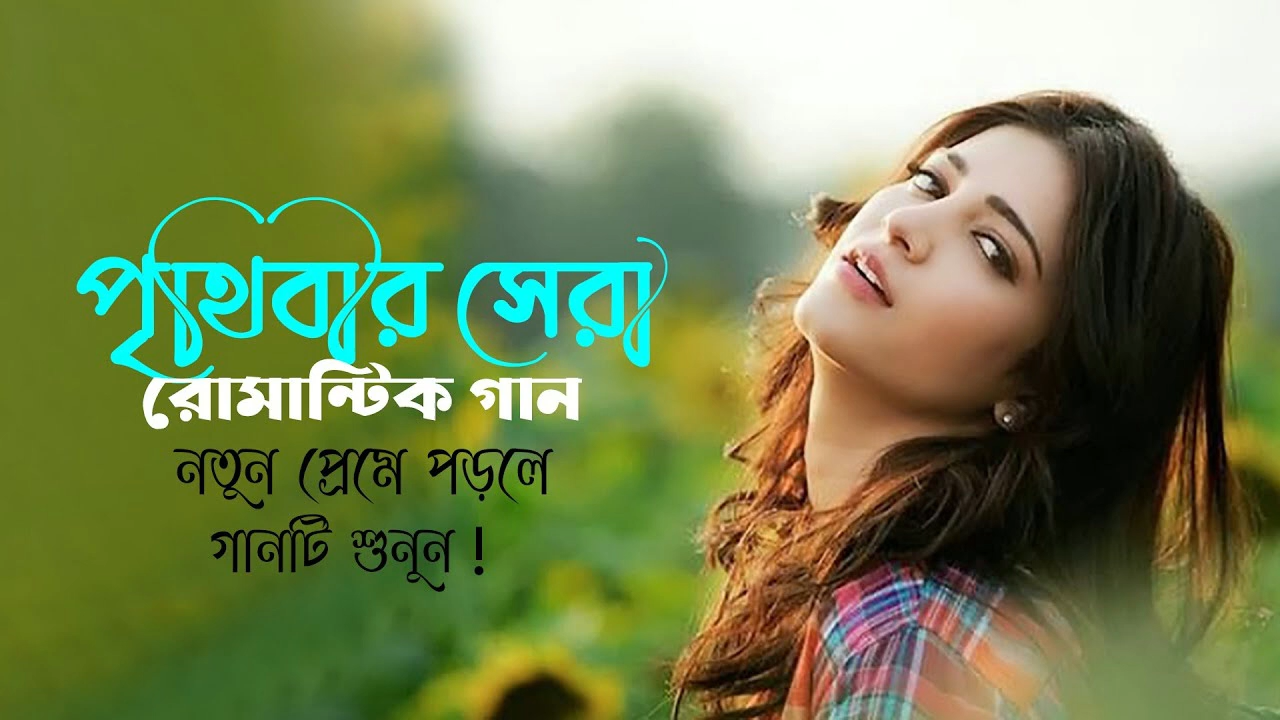 পৃথিবীর সেরা
রোমান্টিক গান
নতুন প্রেমে পড়লে
গানটি শুনুন !